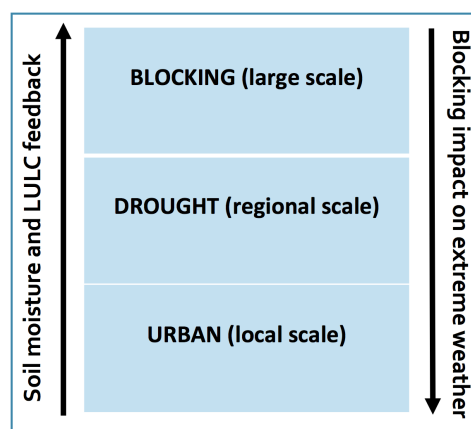 Soil moisture and LULC feedback
BLOCKING (large scale)
DROUGHT (regional scale)
URBAN (local scale)
Blocking impact on extreme weather